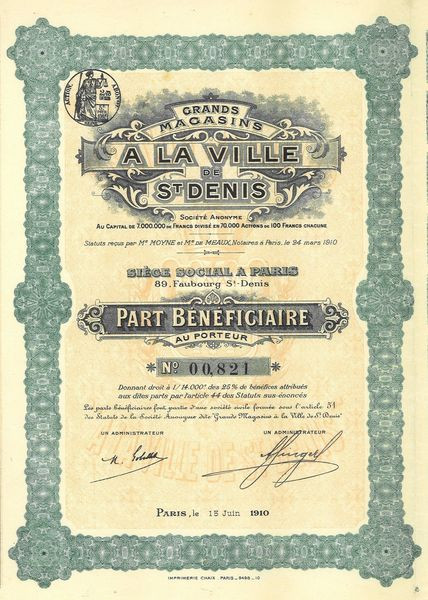 ACTION ABONNÉ
GRANDS
MAGASINS
A LA VILLE
DE
ST DENIS
SOCIÉTÉ ANONYME
AU CAPITAL DE 7.000.000 DE FRANCS DIVISÉ EN 70.000 ACTIONS DE 100 FRANCS CHACUNE
Statuts reçus par Me MOYNE et Me DE MEAUX, Notaires à Paris, le 24 mars 1910
SIÈGE SOCIAL A PARIS
89, Faubourg St-Denis
PART BÉNÉFICIAIRE
AU PORTEUR
* No 00,821 *
Donnant droit à 1/14.000e des 25% de bénéfices attribués
aux dites parts par l'article 44 des Statuts sus-énoncés
Les parts bénéficiaires font partie d'une société civile formée sous l'article 51
des Statuts de la Société Anonyme dite "Grands Magasins à la Ville de St Denis"
UN ADMINISTRATEUR UN ADMINISTRATEUR
PARIS, le 15 Juin 1910
IMPRIMERIE CHAIX, PARIS_9498_10